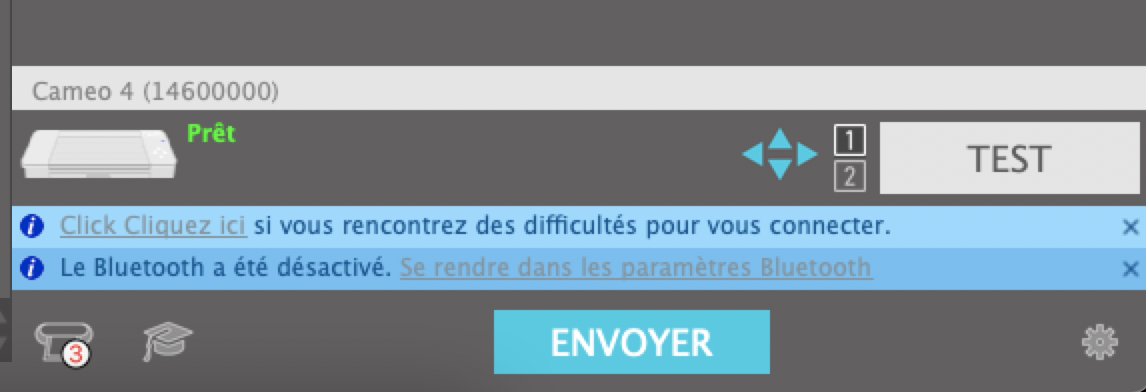 Cameo 4 (14600000)
Prêt
1
2
TEST
Click Cliquez ici si vous rencontrez des difficultés pour vous connecter.
Le Bluetooth a été désactivé. Se rendre dans les paramètres Bluetooth
3
ENVOYER